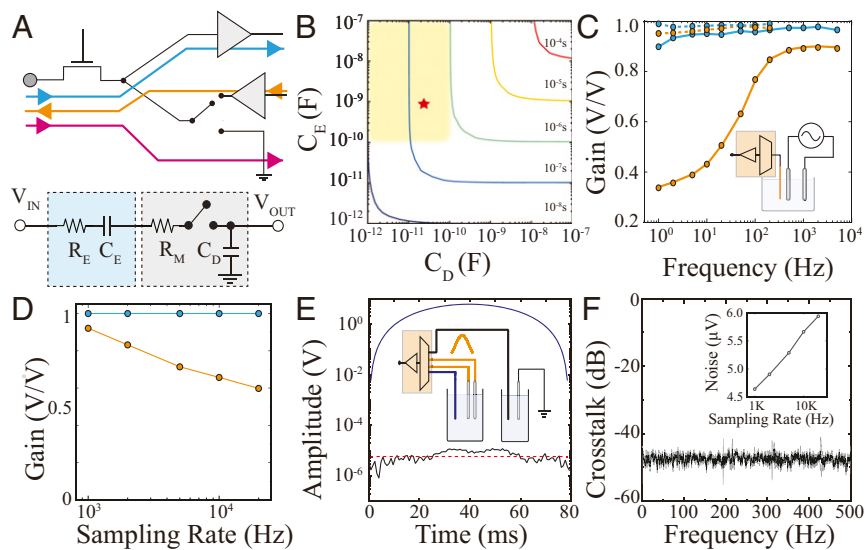 A
V_IN
R_E
C_E
R_M
C_D
V_OUT
B
C_E (F)
10^-7
10^-8
10^-9
10^-10
10^-11
10^-12
10^-4s
10^-5s
10^-6s
10^-7s
10^-8s
10^-12 10^-11 10^-10 10^-9 10^-8 10^-7
C_D (F)
C
Gain (V/V)
1.0
0.8
0.6
0.4
0.2
10^0 10^1 10^2 10^3 10^4
Frequency (Hz)
D
Gain (V/V)
1
0.5
0
10^3 10^4
Sampling Rate (Hz)
E
Amplitude (V)
10^0
10^-2
10^-4
10^-6
0 20 40 60 80
Time (ms)
F
Crosstalk (dB)
0
-20
-40
-60
0 100 200 300 400 500
Frequency (Hz)
Noise (µV)
6.0
5.5
5.0
4.5
1K 10K
Sampling Rate (Hz)